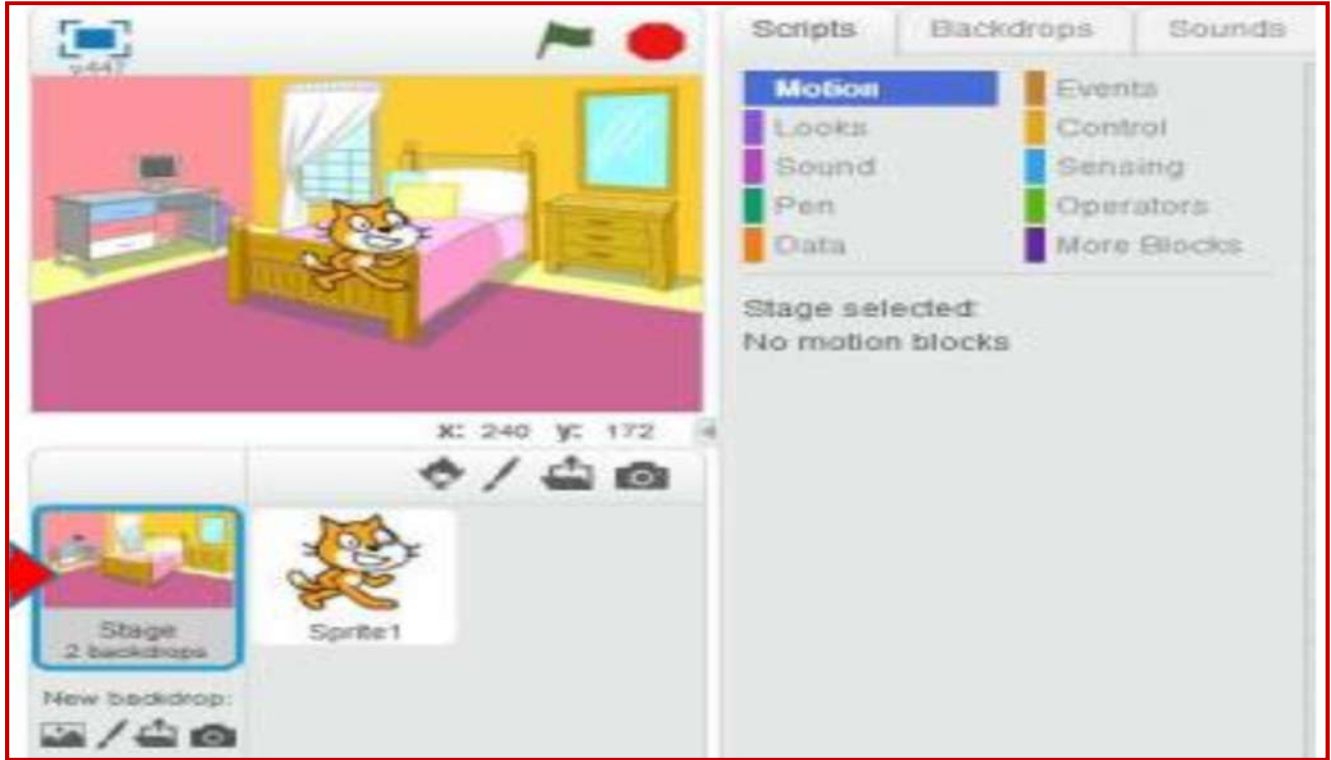 v447
Scripts Backdrops Sounds
Motion Events
Looks Control
Sound Sensing
Pen Operators
Data More Blocks
Stage selected:
No motion blocks
x: 240 y: 172
Stage
2 backdrops
Sprite1
New backdrop: